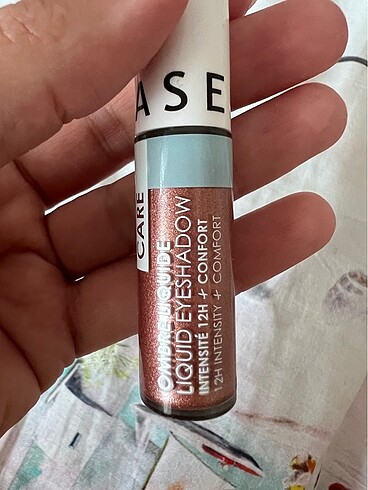 ASE
CARE
OMBRE LIQUIDE
LIQUID EYESHADOW
INTENSITÉ 12H + CONFORT
12H INTENSITY + COMFORT